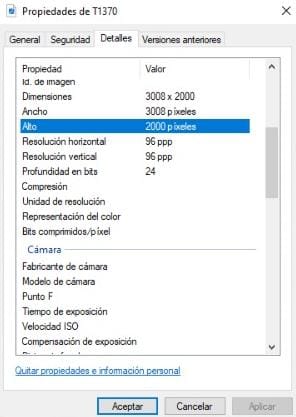 Propiedades de T1370
General Seguridad Detalles Versiones anteriores
Propiedad Valor
Id. de imagen
Dimensiones 3008 x 2000
Ancho 3008 píxeles
Alto 2000 píxeles
Resolución horizontal 96 ppp
Resolución vertical 96 ppp
Profundidad en bits 24
Compresión
Unidad de resolución
Representación del color
Bits comprimidos/píxel
Cámara
Fabricante de cámara
Modelo de cámara
Punto F
Tiempo de exposición
Velocidad ISO
Compensación de exposición
Quitar propiedades e información personal
Aceptar Cancelar Aplicar